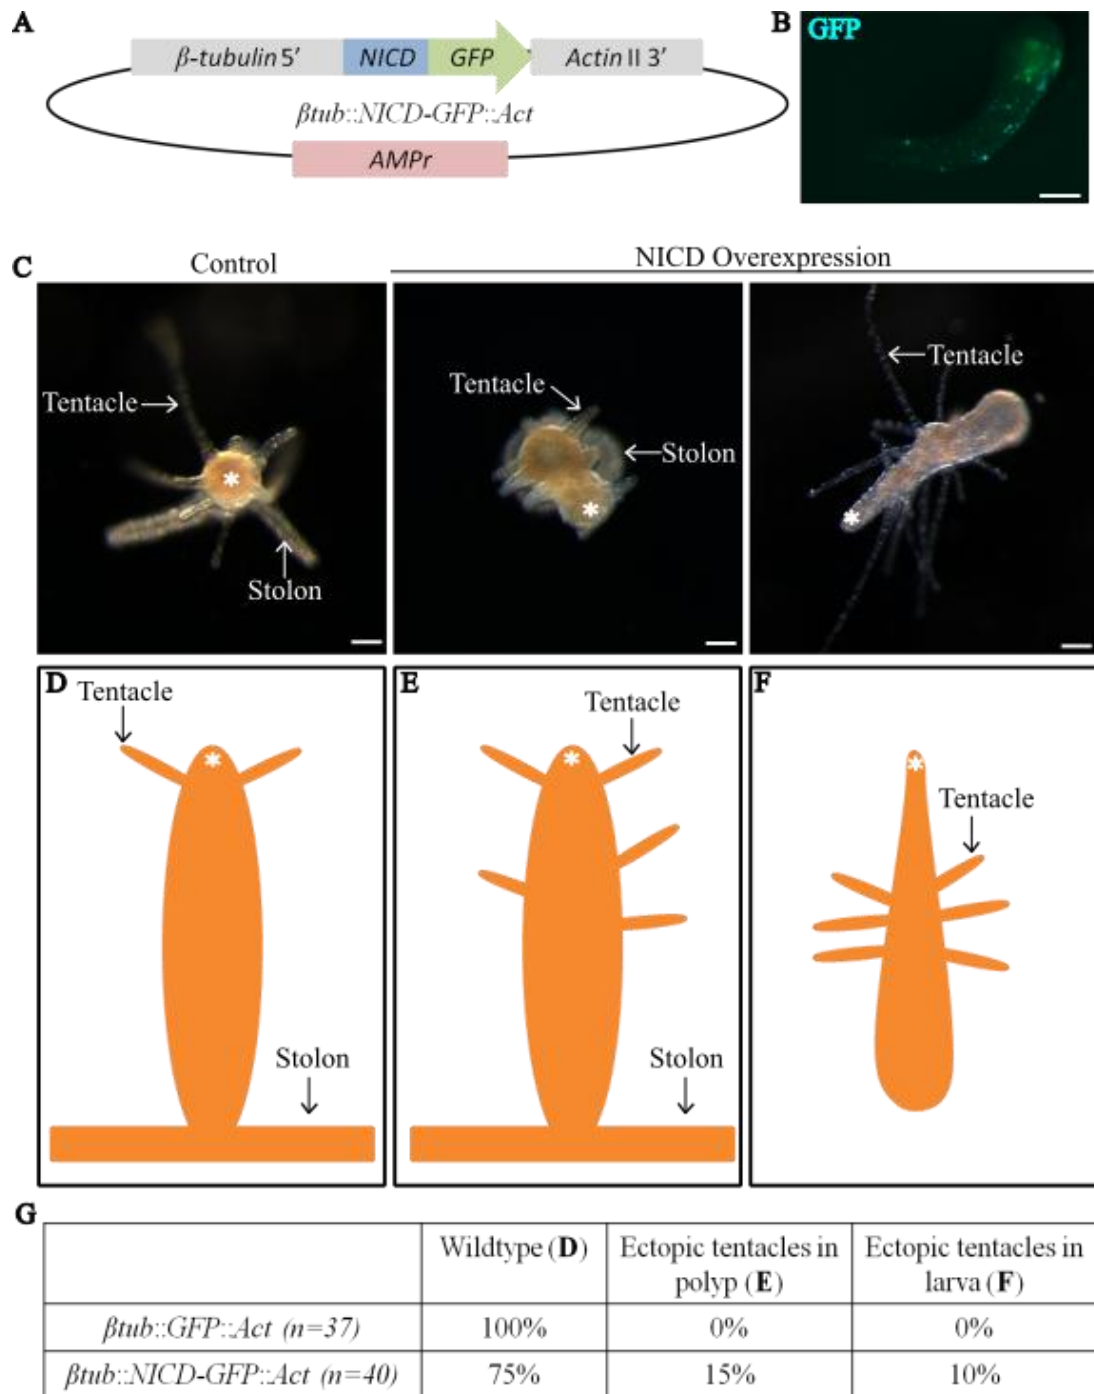 A
β-tubulin 5′ NICD GFP Actin II 3′
βtub::NICD-GFP::Act
AMPr
B
GFP
C
Control
NICD Overexpression
Tentacle
Stolon
Tentacle
Stolon
Tentacle
D
Tentacle
Stolon
E
Tentacle
Stolon
F
Tentacle
G
Wildtype (D) Ectopic tentacles in polyp (E) Ectopic tentacles in larva (F)
βtub::GFP::Act (n=37) 100% 0% 0%
βtub::NICD-GFP::Act (n=40) 75% 15% 10%